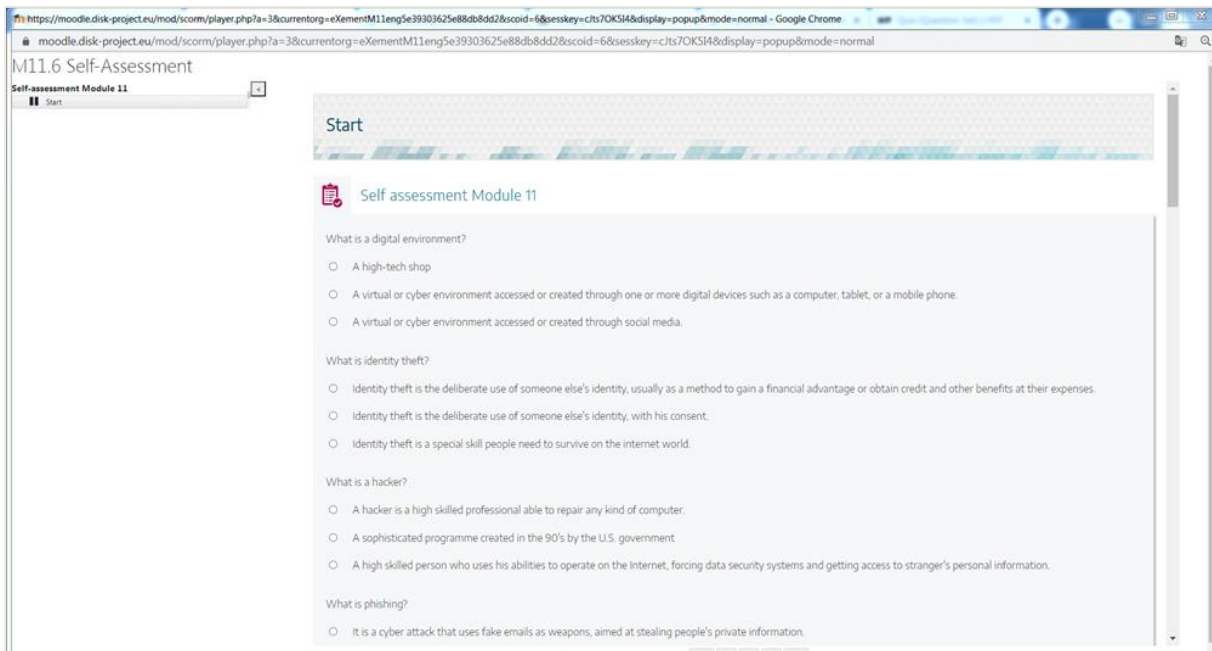 https://moodle.disk-project.eu/mod/scorm/player.php?a=3&currentorg=eXementM11eng5e39303625e88db8dd2&scoid=6&sesskey=cJts7OK5I4&display=popup&mode=normal - Google Chrome
moodle.disk-project.eu/mod/scorm/player.php?a=3&currentorg=eXementM11eng5e39303625e88db8dd2&scoid=6&sesskey=cJts7OK5I4&display=popup&mode=normal
M11.6 Self-Assessment
Self-assessment Module 11
Start
Start
Self assessment Module 11
What is a digital environment?
A high-tech shop
A virtual or cyber environment accessed or created through one or more digital devices such as a computer, tablet, or a mobile phone.
A virtual or cyber environment accessed or created through social media.
What is identity theft?
Identity theft is the deliberate use of someone else's identity, usually as a method to gain a financial advantage or obtain credit and other benefits at their expenses.
Identity theft is the deliberate use of someone else's identity, with his consent.
Identity theft is a special skill people need to survive on the internet world.
What is a hacker?
A hacker is a high skilled professional able to repair any kind of computer.
A sophisticated programme created in the 90's by the U.S. government
A high skilled person who uses his abilities to operate on the Internet, forcing data security systems and getting access to stranger's personal information.
What is phishing?
It is a cyber attack that uses fake emails as weapons, aimed at stealing people's private information.